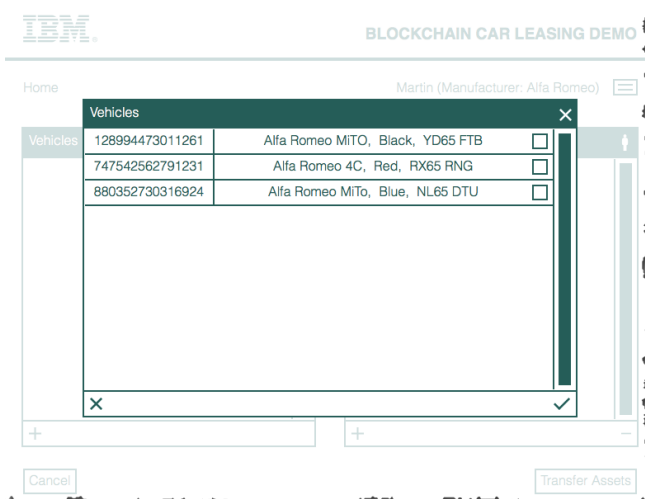 IBM.
BLOCKCHAIN CAR LEASING DEMO
Home
Martin (Manufacturer: Alfa Romeo)
Vehicles
Vehicles
128994473011261 Alfa Romeo MiTO, Black, YD65 FTB
747542562791231 Alfa Romeo 4C, Red, RX65 RNG
880352730316924 Alfa Romeo MiTo, Blue, NL65 DTU
Cancel
Transfer Assets